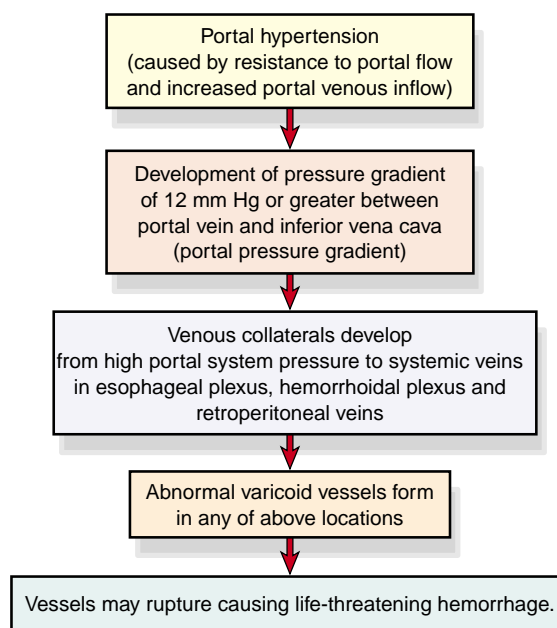 Portal hypertension
(caused by resistance to portal flow
and increased portal venous inflow)
Development of pressure gradient
of 12 mm Hg or greater between
portal vein and inferior vena cava
(portal pressure gradient)
Venous collaterals develop
from high portal system pressure to systemic veins
in esophageal plexus, hemorrhoidal plexus and
retroperitoneal veins
Abnormal varicoid vessels form
in any of above locations
Vessels may rupture causing life-threatening hemorrhage.